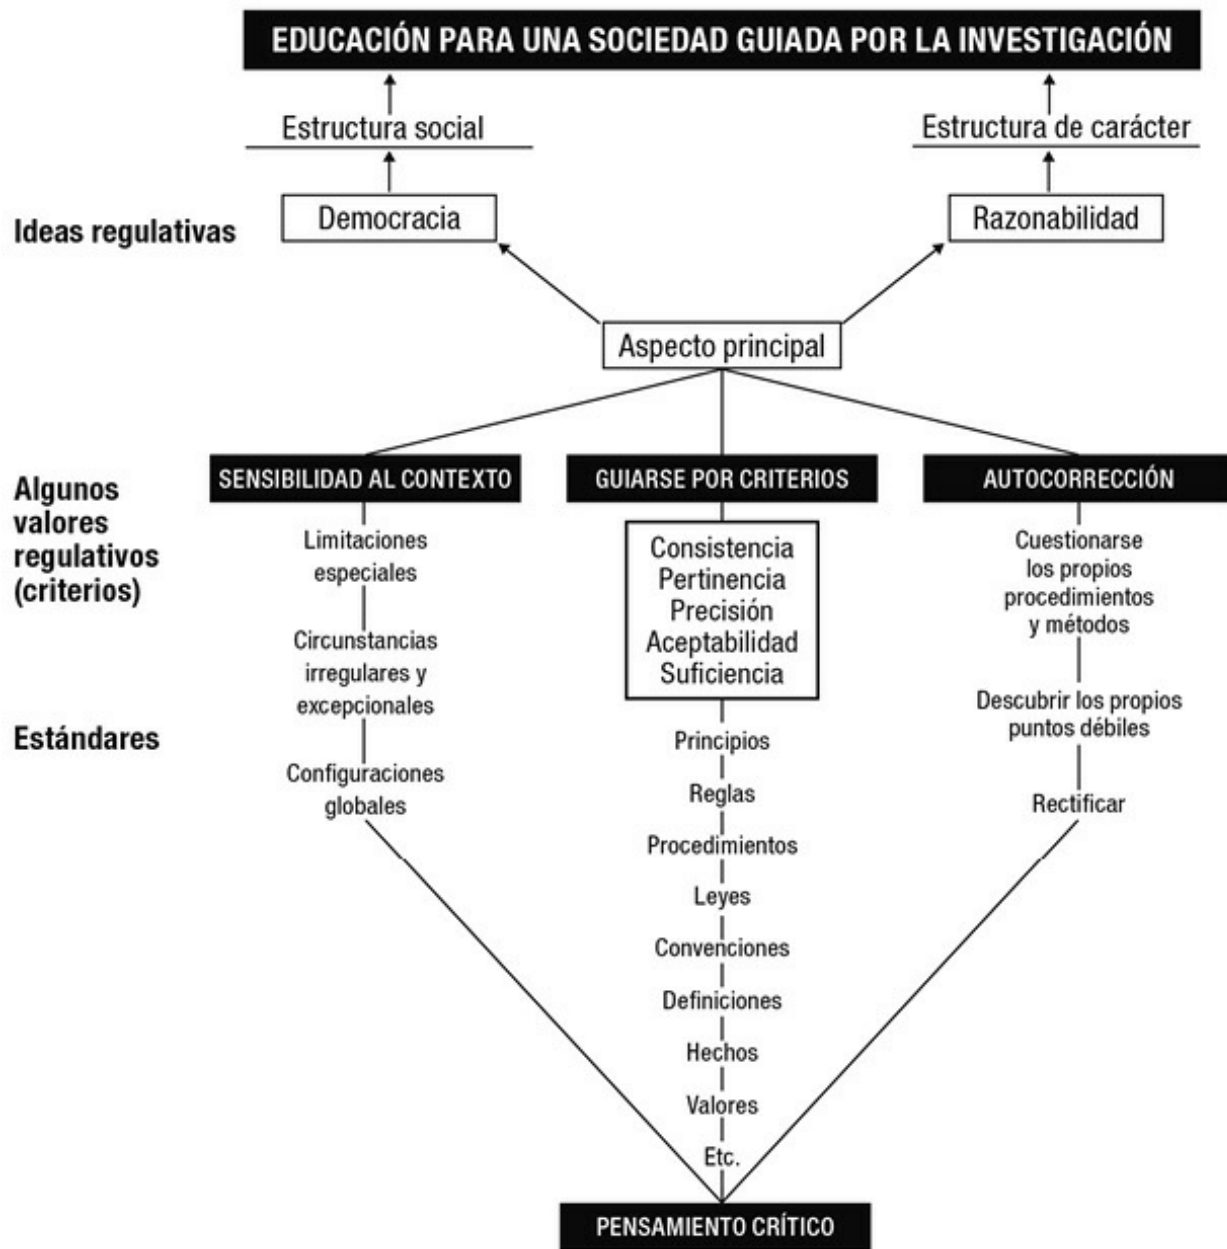 EDUCACIÓN PARA UNA SOCIEDAD GUIADA POR LA INVESTIGACIÓN
Estructura social
Estructura de carácter
Ideas regulativas
Democracia
Razonabilidad
Aspecto principal
Algunos
valores
regulativos
(criterios)
Estándares
SENSIBILIDAD AL CONTEXTO
Limitaciones
especiales
Circunstancias
irregulares y
excepcionales
Configuraciones
globales
GUIARSE POR CRITERIOS
Consistencia
Pertinencia
Precisión
Aceptabilidad
Suficiencia
Principios
Reglas
Procedimientos
Leyes
Convenciones
Definiciones
Hechos
Valores
Etc.
AUTOCORRECCIÓN
Cuestionarse
los propios
procedimientos
y métodos
Descubrir los propios
puntos débiles
Rectificar
PENSAMIENTO CRÍTICO